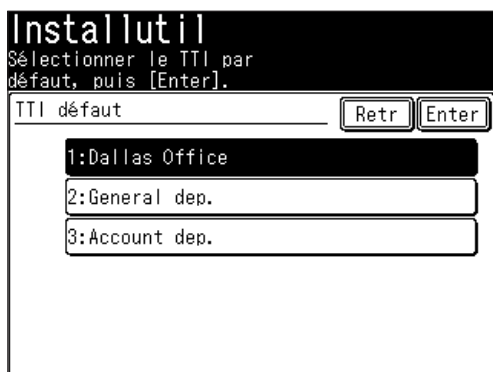 Installutil
Sélectionner le TTI par
défaut, puis [Enter].
TTI défaut
Retr
Enter
1:Dallas Office
2:General dep.
3:Account dep.